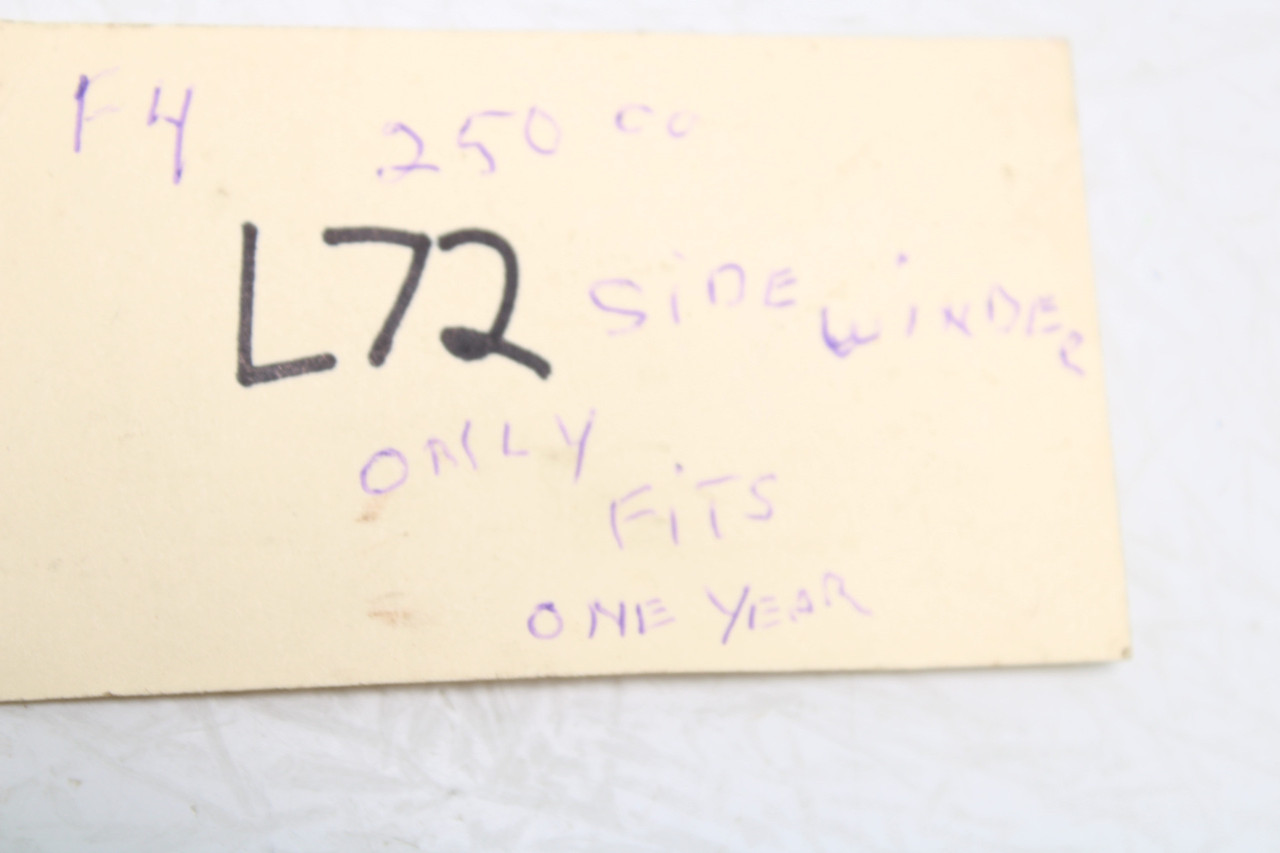 F4 250 cc
L72 SiDE WiNDER
ONLY
FiTS
ONE YEAR